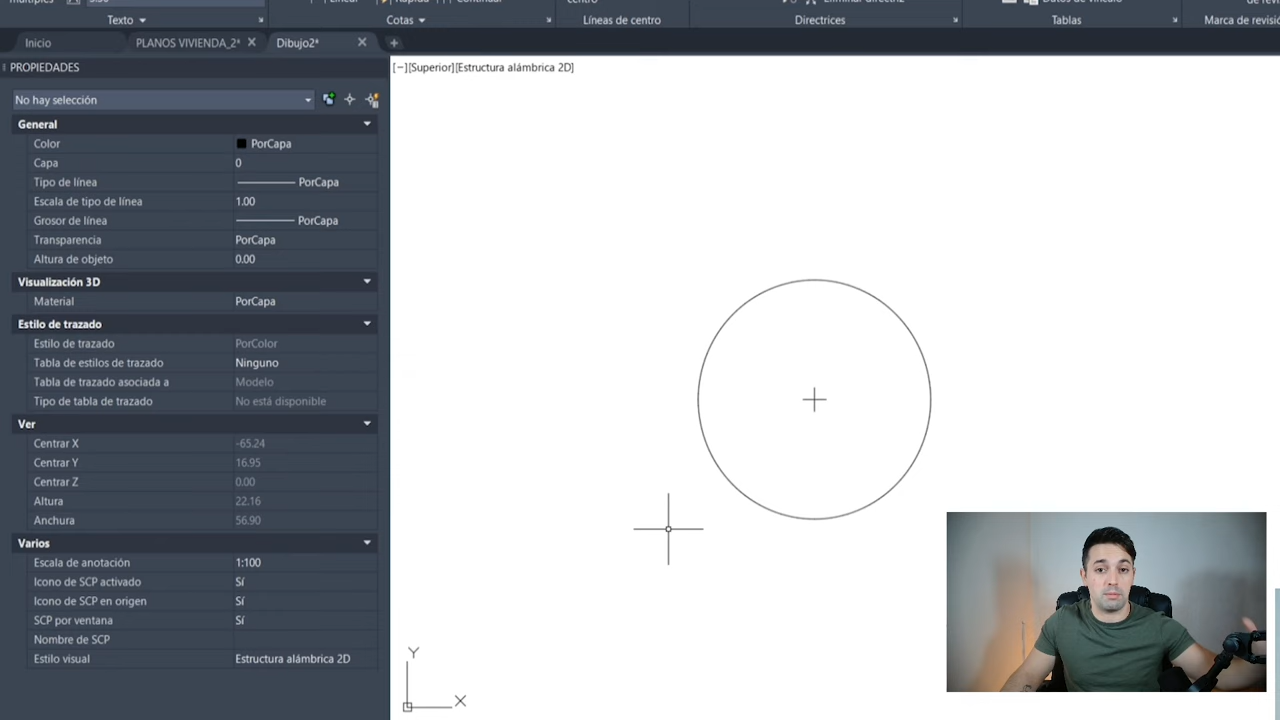 Texto
Cotas
Líneas de centro
Directrices
Tablas
Inicio
PLANOS VIVIENDA_2*
Dibujo2*
PROPIEDADES
[−][Superior][Estructura alámbrica 2D]
No hay selección
General
Color PorCapa
Capa 0
Tipo de línea PorCapa
Escala de tipo de línea 1.00
Grosor de línea PorCapa
Transparencia PorCapa
Altura de objeto 0.00
Visualización 3D
Material PorCapa
Estilo de trazado
Estilo de trazado PorColor
Tabla de estilos de trazado Ninguno
Tabla de trazado asociada a Modelo
Tipo de tabla de trazado No está disponible
Ver
Centrar X -65.24
Centrar Y 16.95
Centrar Z 0.00
Altura 22.16
Anchura 56.90
Varios
Escala de anotación 1:100
Icono de SCP activado Sí
Icono de SCP en origen Sí
SCP por ventana Sí
Nombre de SCP
Estilo visual Estructura alámbrica 2D
Y
X